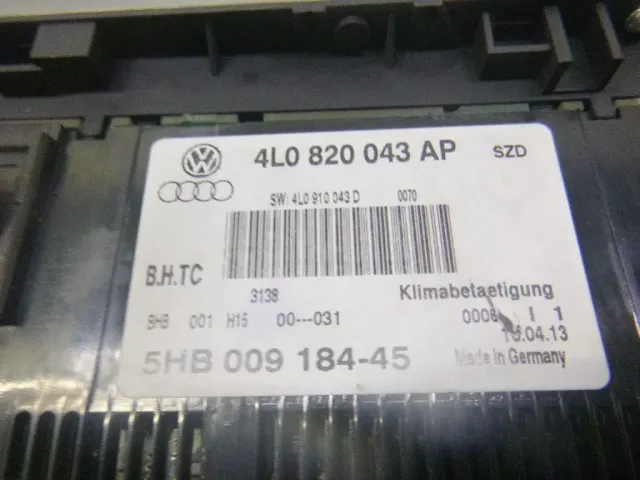 4L0 820 043 AP SZD
SW: 4L0 910 043 D 0070
B.H.TC
3138 Klimabetaetigung
BHB 001 H15 00---031 1
.04.13
5HB 009 184-45 Made in Germany